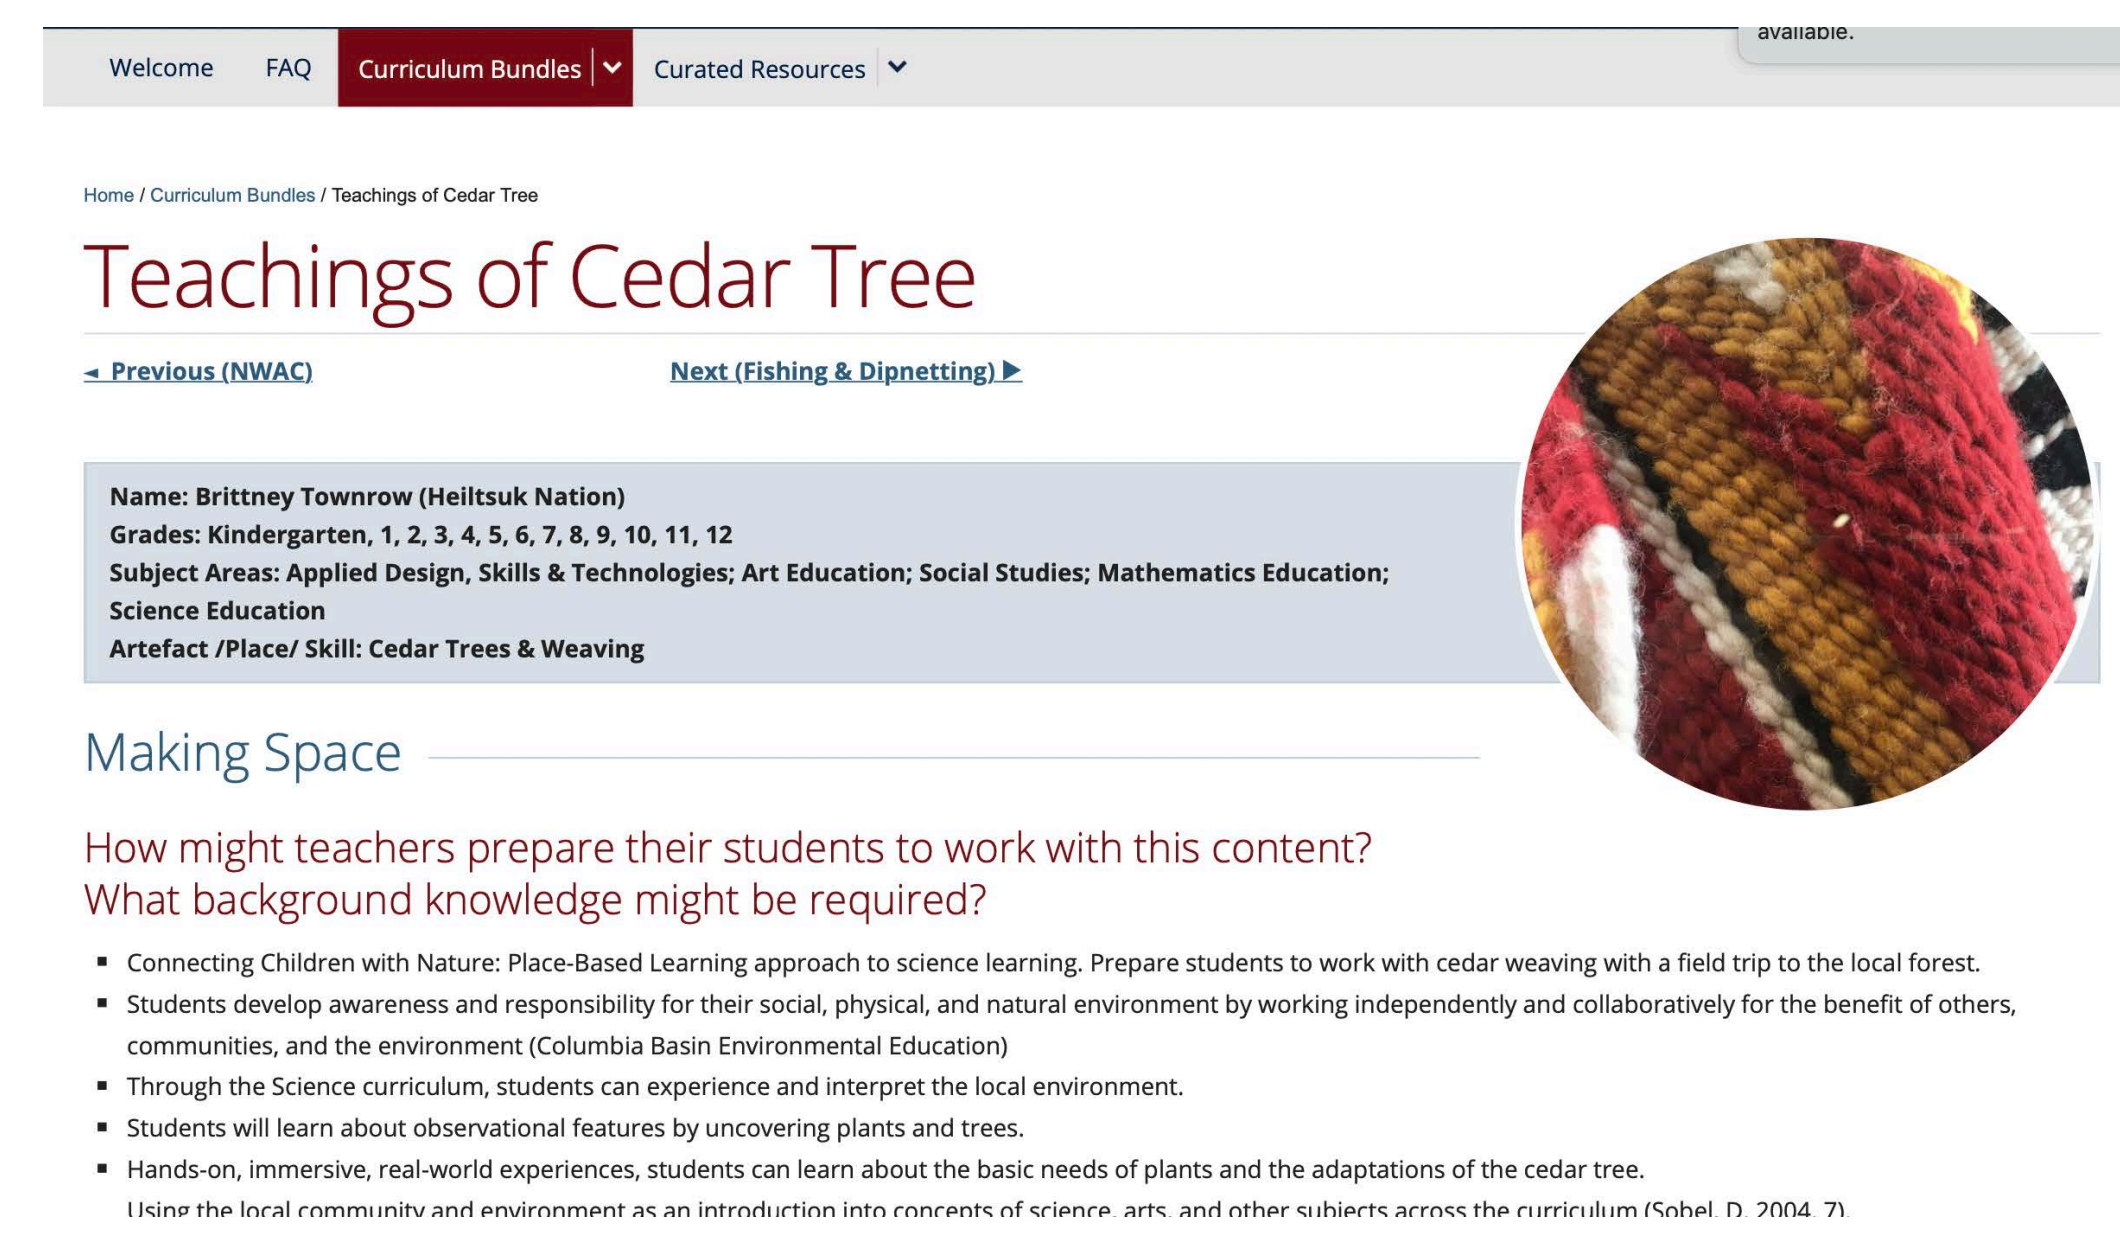 available.
Welcome FAQ Curriculum Bundles Curated Resources
Home / Curriculum Bundles / Teachings of Cedar Tree
Teachings of Cedar Tree
◄ Previous (NWAC) Next (Fishing & Dipnetting) ▶
Name: Brittney Townrow (Heiltsuk Nation)
Grades: Kindergarten, 1, 2, 3, 4, 5, 6, 7, 8, 9, 10, 11, 12
Subject Areas: Applied Design, Skills & Technologies; Art Education; Social Studies; Mathematics Education;
Science Education
Artefact /Place/ Skill: Cedar Trees & Weaving
Making Space
How might teachers prepare their students to work with this content?
What background knowledge might be required?
▪ Connecting Children with Nature: Place-Based Learning approach to science learning. Prepare students to work with cedar weaving with a field trip to the local forest.
▪ Students develop awareness and responsibility for their social, physical, and natural environment by working independently and collaboratively for the benefit of others,
communities, and the environment (Columbia Basin Environmental Education)
▪ Through the Science curriculum, students can experience and interpret the local environment.
▪ Students will learn about observational features by uncovering plants and trees.
▪ Hands-on, immersive, real-world experiences, students can learn about the basic needs of plants and the adaptations of the cedar tree.
Using the local community and environment as an introduction into concepts of science, arts, and other subjects across the curriculum (Sobel, D, 2004, 7).